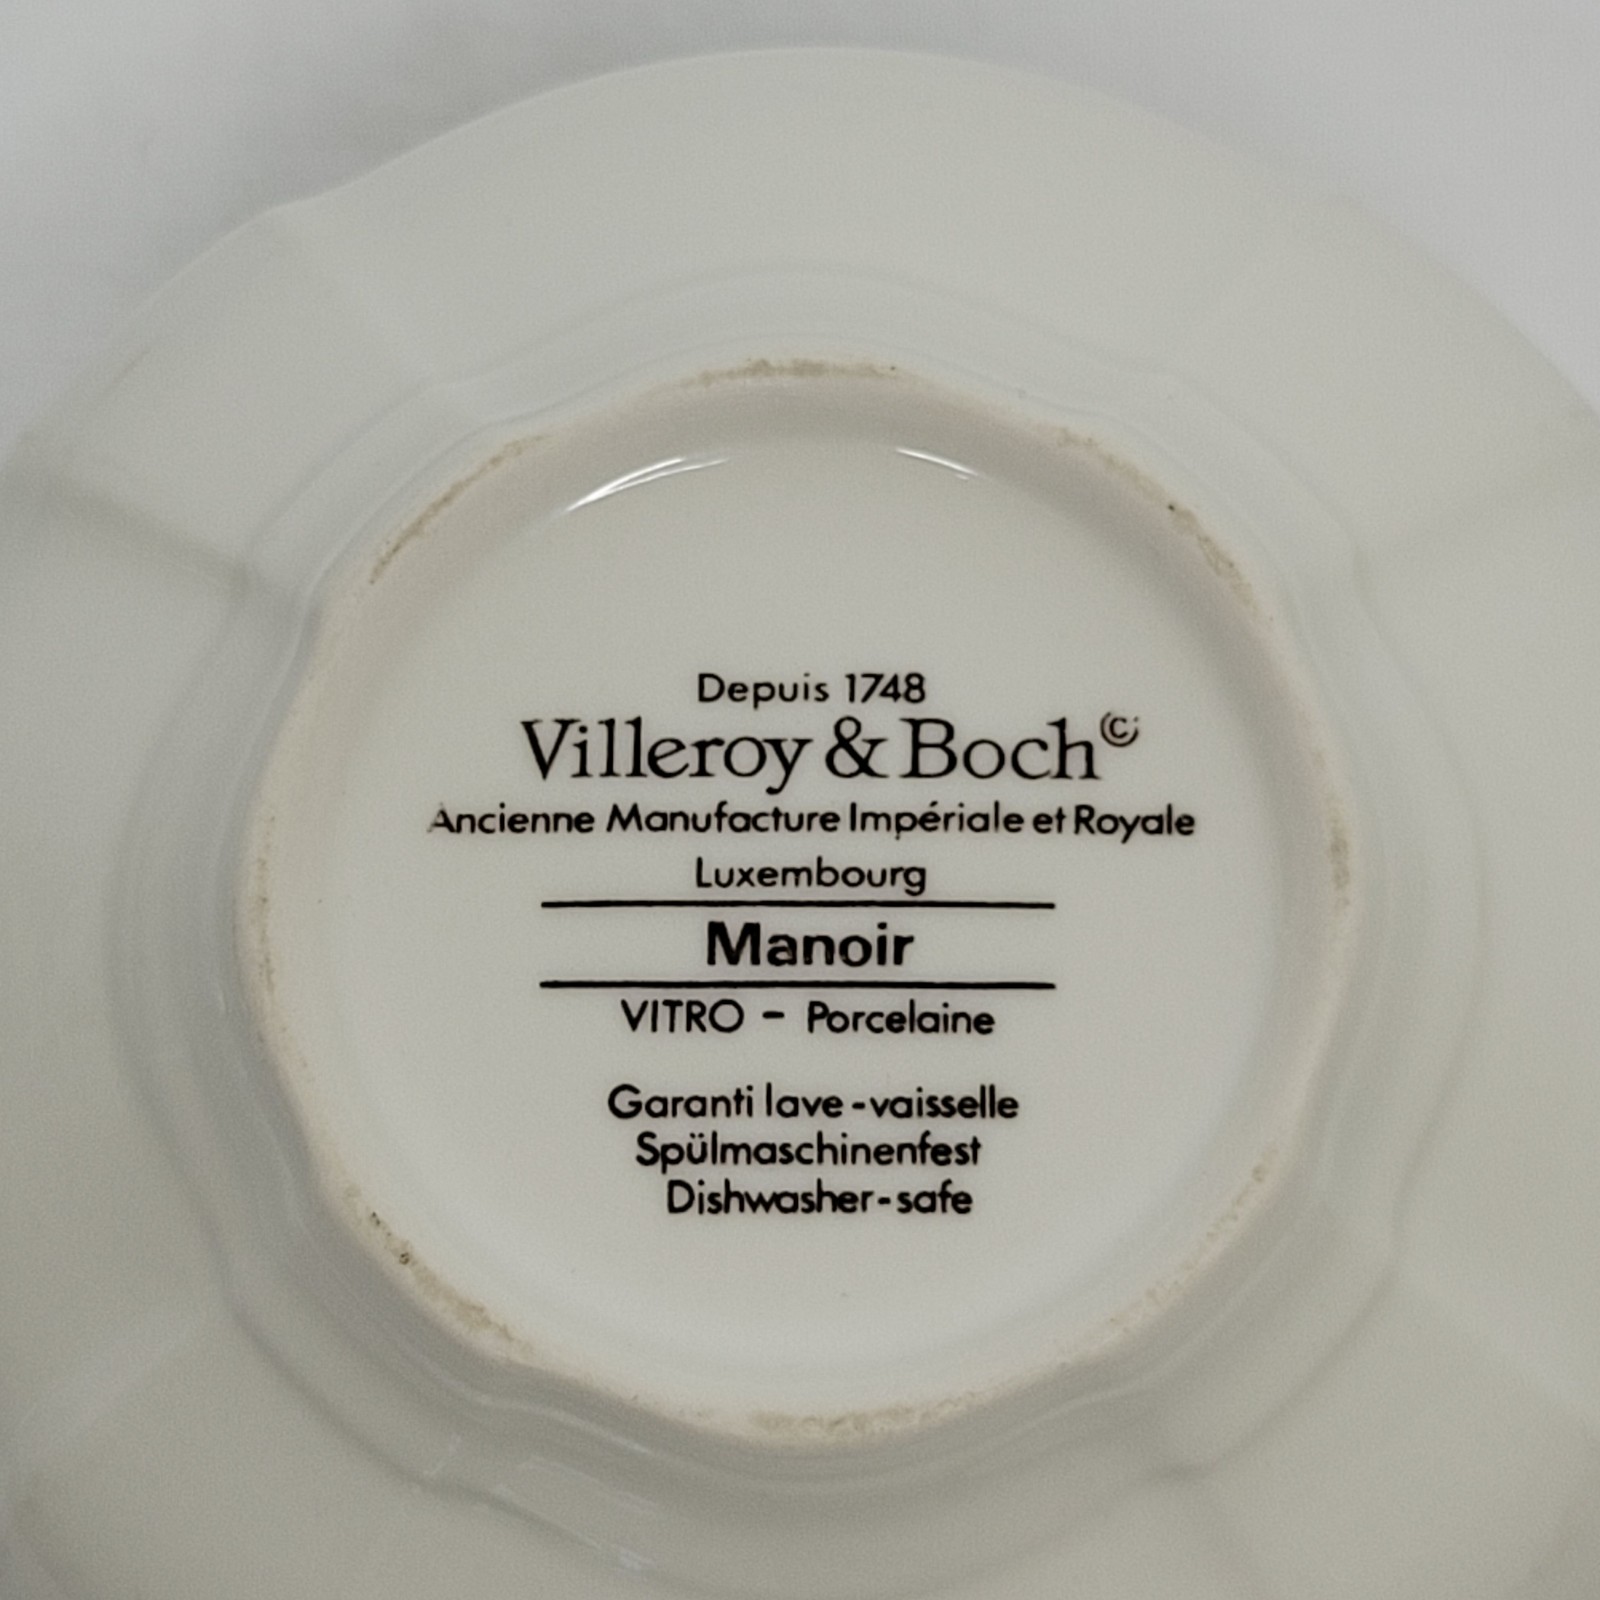 Depuis 1748
Villeroy & Boch©
Ancienne Manufacture Impériale et Royale
Luxembourg
Manoir
VITRO - Porcelaine
Garanti lave-vaisselle
Spülmaschinenfest
Dishwasher-safe